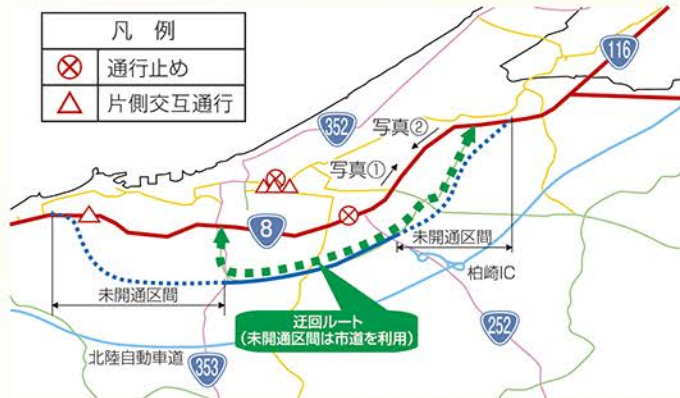 凡 例
通行止め
片側交互通行
116
352
写真②
写真①
8
未開通区間
柏崎IC
未開通区間
迂回ルート
(未開通区間は市道を利用)
252
北陸自動車道
353